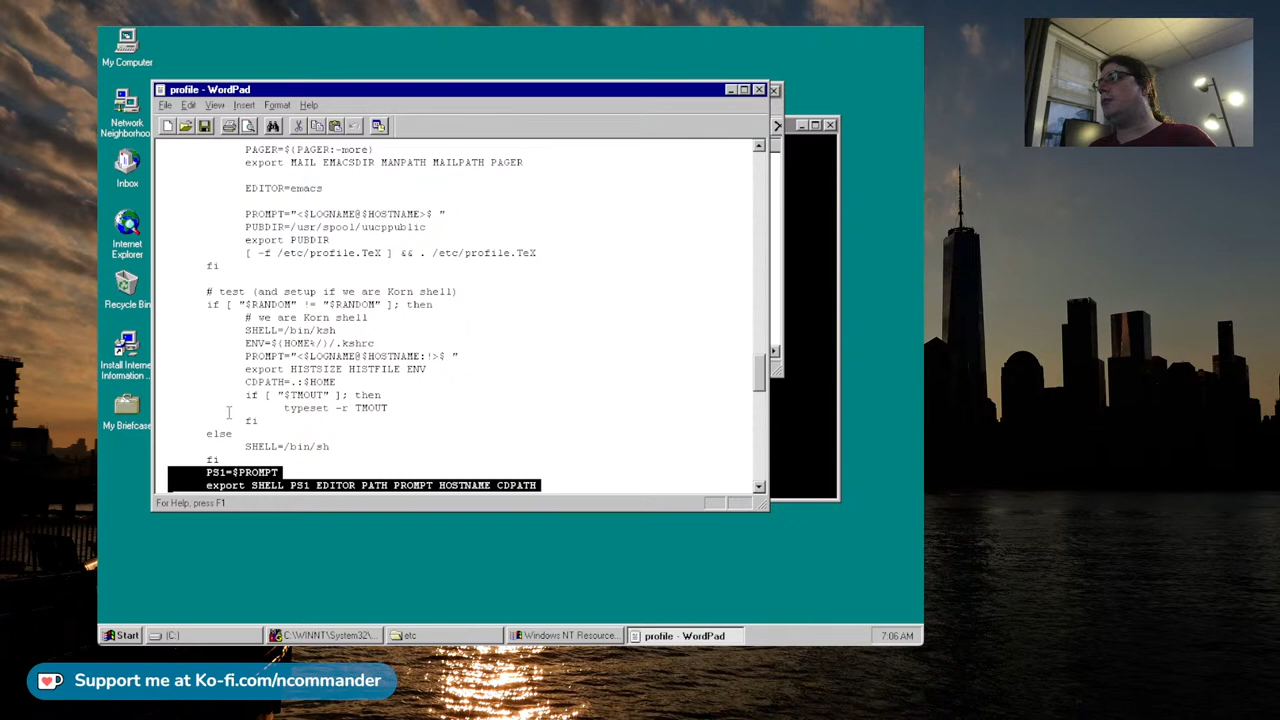 My Computer
Network
Neighborhoo
Inbox
Internet
Explorer
Recycle Bin
Install Interne
Information ...
My Briefcase
profile - WordPad
File Edit View Insert Format Help
PAGER=${PAGER:-more}
export MAIL EMACSDIR MANPATH MAILPATH PAGER
EDITOR=emacs
PROMPT="<$LOGNAME@$HOSTNAME>$ "
PUBDIR=/usr/spool/uucppublic
export PUBDIR
[ -f /etc/profile.TeX ] && . /etc/profile.TeX
fi
# test (and setup if we are Korn shell)
if [ "$RANDOM" != "$RANDOM" ]; then
# we are Korn shell
SHELL=/bin/ksh
ENV=${HOME%/}/.kshrc
PROMPT="<$LOGNAME@$HOSTNAME:!>$ "
export HISTSIZE HISTFILE ENV
CDPATH=.:$HOME
if [ "$TMOUT" ]; then
typeset -r TMOUT
fi
else
SHELL=/bin/sh
fi
PS1=$PROMPT
export SHELL PS1 EDITOR PATH PROMPT HOSTNAME CDPATH
For Help, press F1
Start
(C:)
C:\WINNT\System32\...
etc
Windows NT Resource...
profile - WordPad
7:06 AM
Support me at Ko-fi.com/ncommander